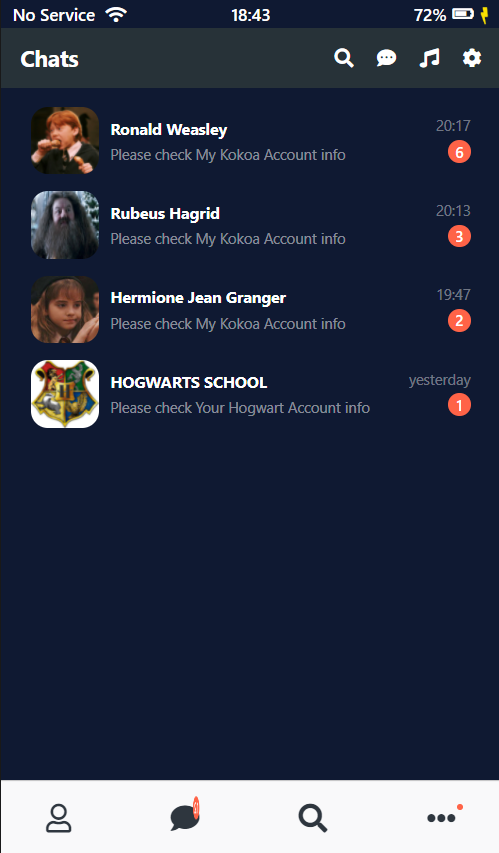 No Service 18:43 72%
Chats
Ronald Weasley 20:17
Please check My Kokoa Account info 6
Rubeus Hagrid 20:13
Please check My Kokoa Account info 3
Hermione Jean Granger 19:47
Please check My Kokoa Account info 2
HOGWARTS SCHOOL yesterday
Please check Your Hogwart Account info 1